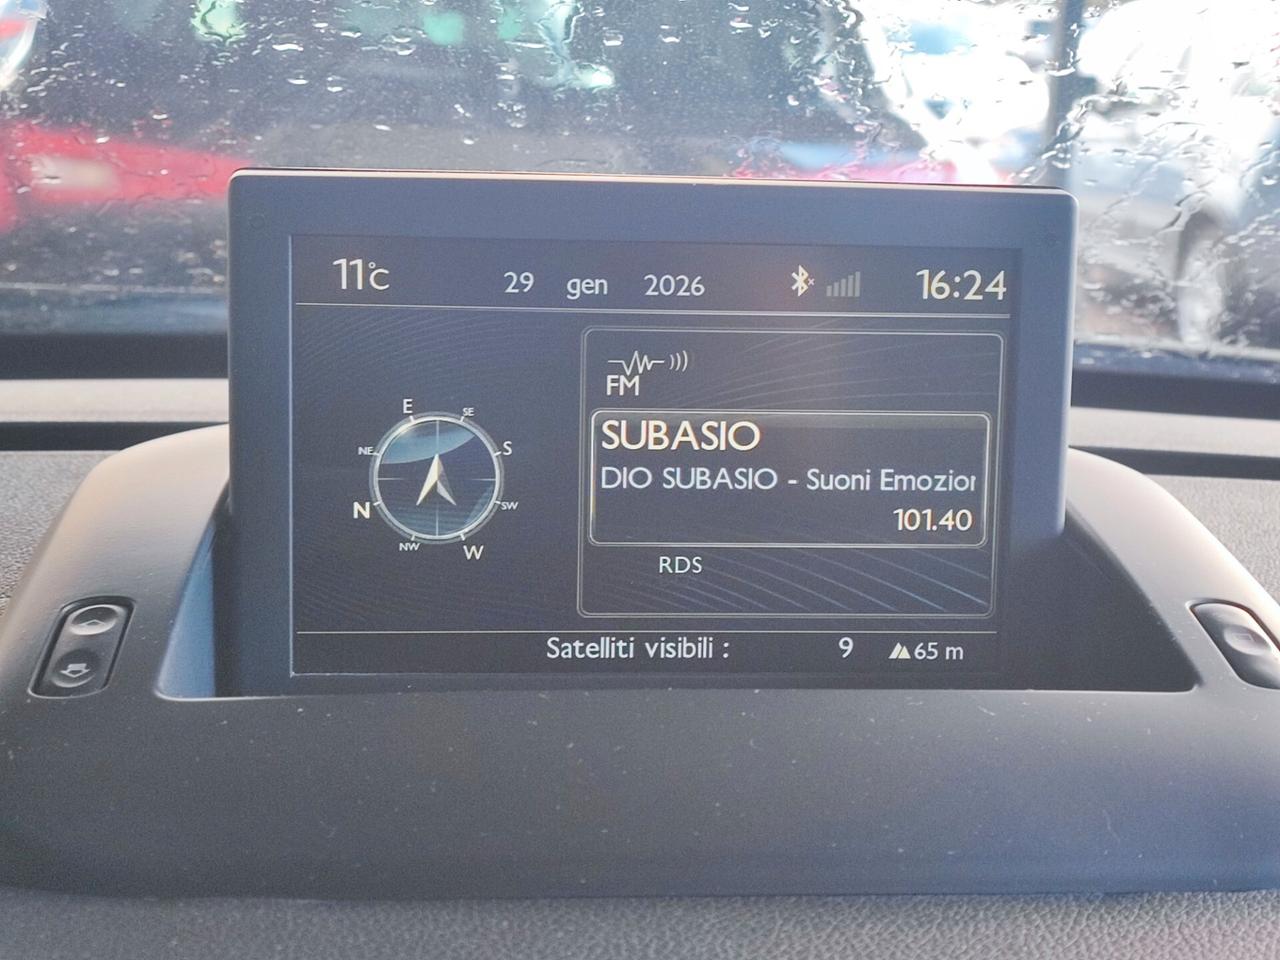 11°C 29 gen 2026 16:24
FM
SUBASIO
DIO SUBASIO - Suoni Emozion
101.40
RDS
E
SE
NE
S
N
SW
NW
W
Satelliti visibili : 9 65 m